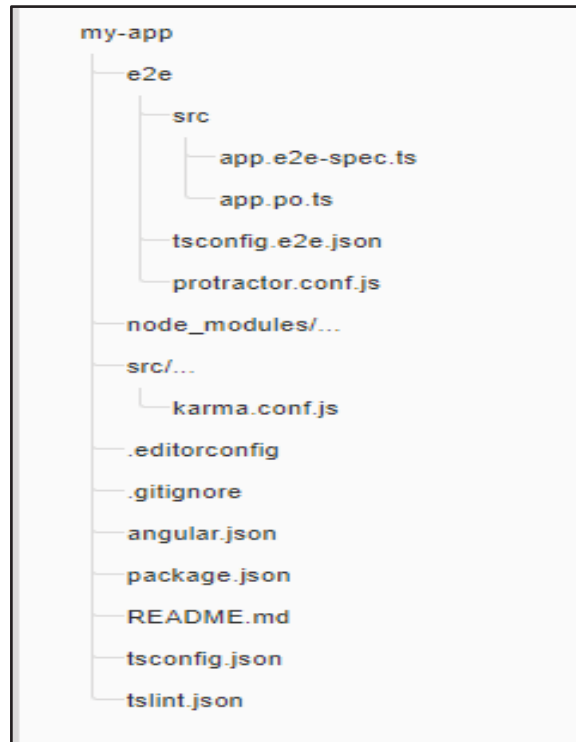 my-app
e2e
src
app.e2e-spec.ts
app.po.ts
tsconfig.e2e.json
protractor.conf.js
node_modules/...
src/...
karma.conf.js
.editorconfig
.gitignore
angular.json
package.json
README.md
tsconfig.json
tslint.json